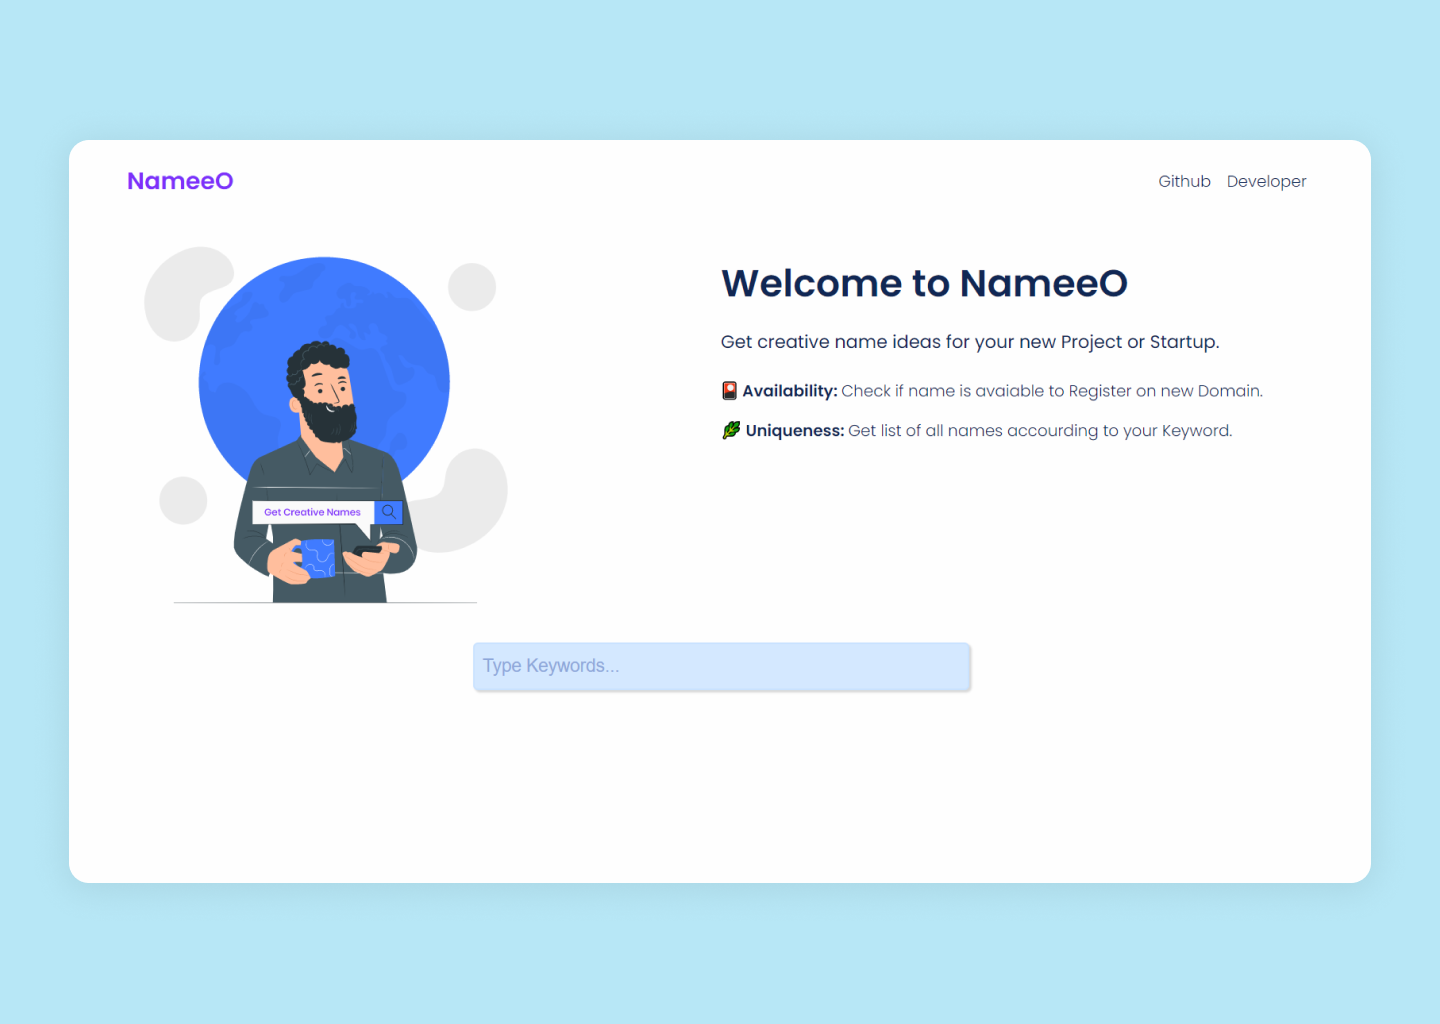 NameeO
Github Developer
Welcome to NameeO
Get creative name ideas for your new Project or Startup.
🎴 Availability: Check if name is avaiable to Register on new Domain.
🌿 Uniqueness: Get list of all names accourding to your Keyword.
Get Creative Names
Type Keywords...